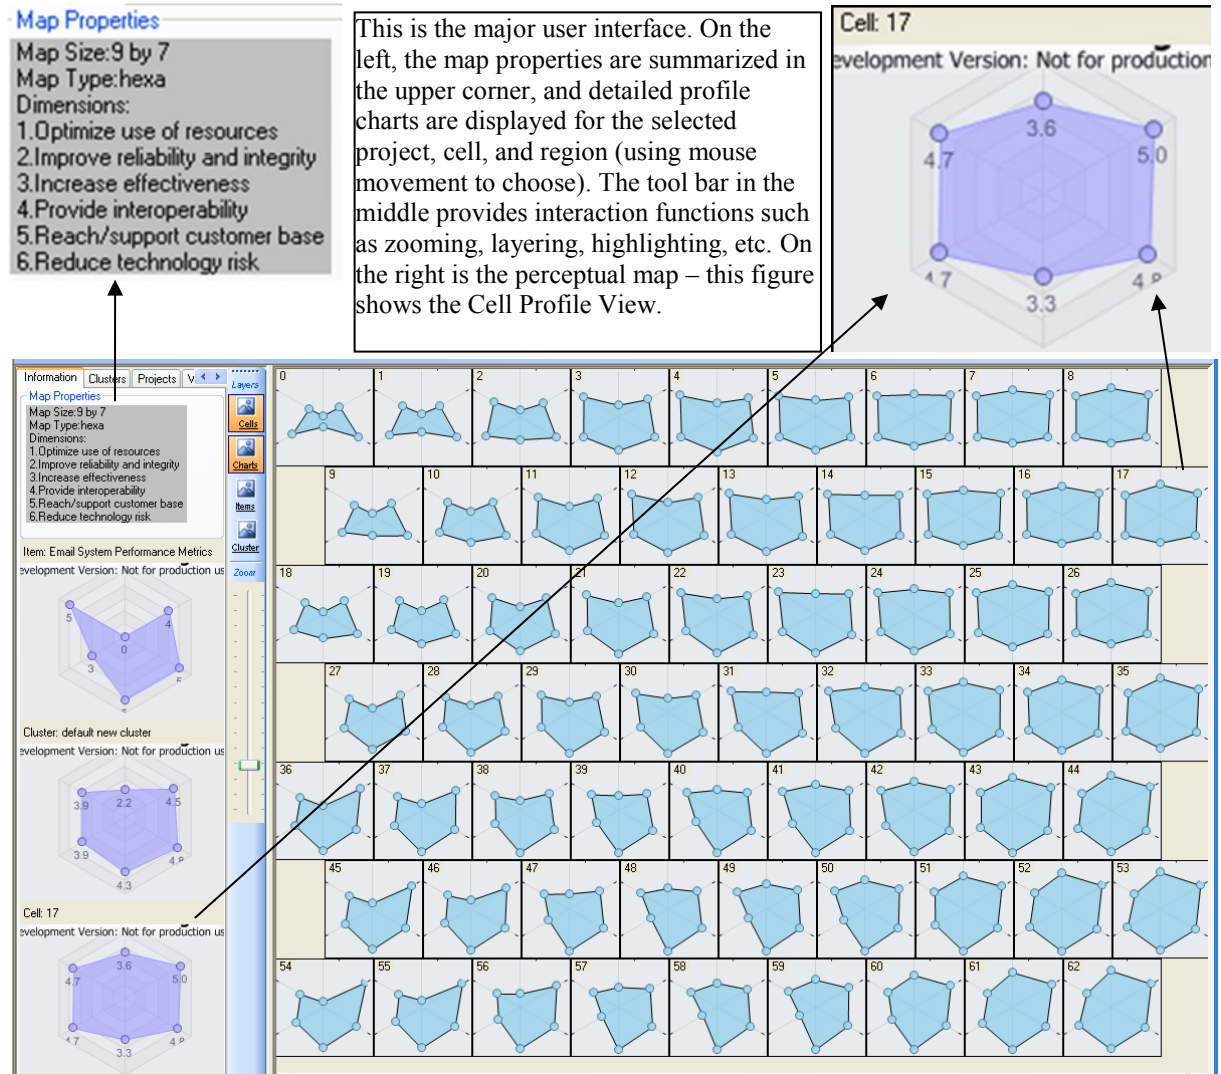 Map Properties
Map Size:9 by 7
Map Type:hexa
Dimensions:
1.Optimize use of resources
2.Improve reliability and integrity
3.Increase effectiveness
4.Provide interoperability
5.Reach/support customer base
6.Reduce technology risk
This is the major user interface. On the
left, the map properties are summarized in
the upper corner, and detailed profile
charts are displayed for the selected
project, cell, and region (using mouse
movement to choose). The tool bar in the
middle provides interaction functions such
as zooming, layering, highlighting, etc. On
the right is the perceptual map – this figure
shows the Cell Profile View.
Cell: 17
evelopment Version: Not for production
3.6
4.7
5.0
4.7
4.8
3.3
Information Clusters Projects V
Map Properties
Map Size:9 by 7
Map Type:hexa
Dimensions:
1.Optimize use of resources
2.Improve reliability and integrity
3.Increase effectiveness
4.Provide interoperability
5.Reach/support customer base
6.Reduce technology risk
Item: Email System Performance Metrics
evelopment Version: Not for production us
5
4
0
3
Cluster: default new cluster
evelopment Version: Not for production us
3.9
2.2
4.5
3.9
4.8
4.3
Cell: 17
evelopment Version: Not for production us
3.6
4.7
5.0
4.7
4.8
3.3
Layers
Cells
Charts
Items
Cluster
Zoom
0 1 2 3 4 5 6 7 8
9 10 11 12 13 14 15 16 17
18 19 20 21 22 23 24 25 26
27 28 29 30 31 32 33 34 35
36 37 38 39 40 41 42 43 44
45 46 47 48 49 50 51 52 53
54 55 56 57 58 59 60 61 62